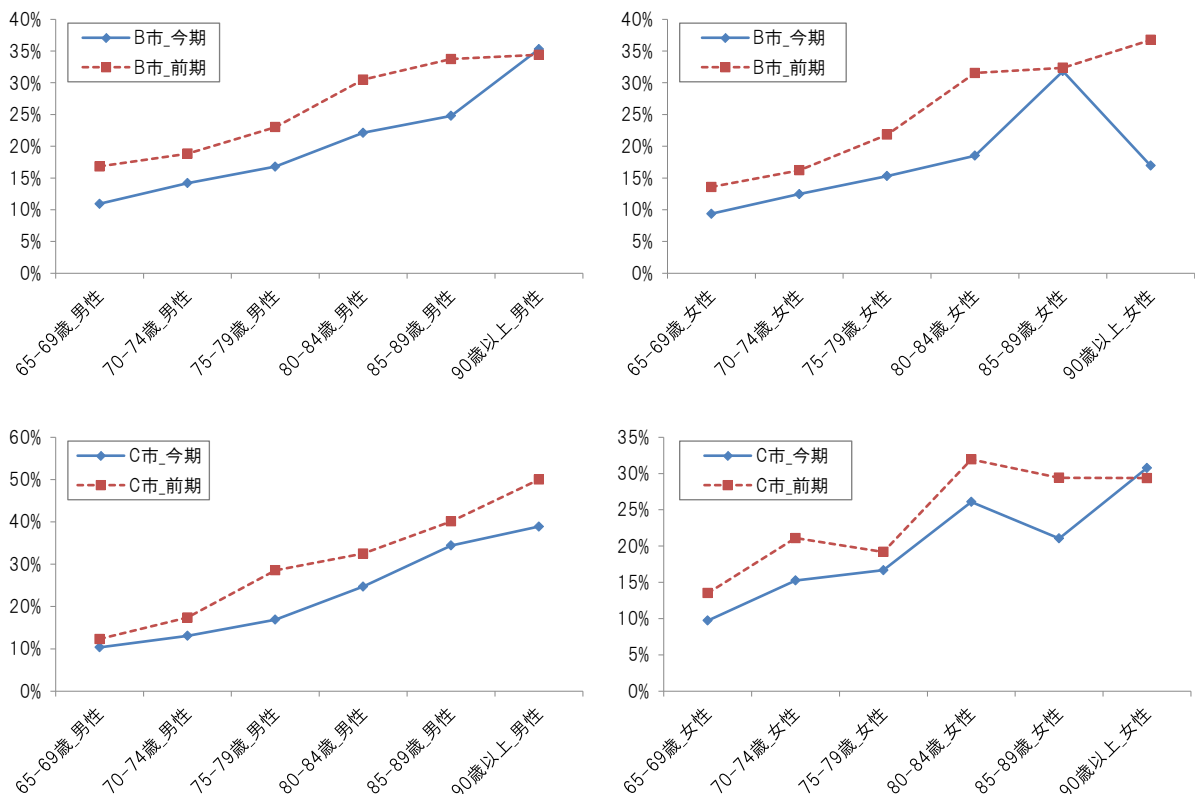 40%
35%
30%
25%
20%
15%
10%
5%
0%
B市_今期
B市_前期
65-69歳_男性
70-74歳_男性
75-79歳_男性
80-84歳_男性
85-89歳_男性
90歳以上_男性
40%
35%
30%
25%
20%
15%
10%
5%
0%
B市_今期
B市_前期
65-69歳_女性
70-74歳_女性
75-79歳_女性
80-84歳_女性
85-89歳_女性
90歳以上_女性
60%
50%
40%
30%
20%
10%
0%
C市_今期
C市_前期
65-69歳_男性
70-74歳_男性
75-79歳_男性
80-84歳_男性
85-89歳_男性
90歳以上_男性
35%
30%
25%
20%
15%
10%
5%
0%
C市_今期
C市_前期
65-69歳_女性
70-74歳_女性
75-79歳_女性
80-84歳_女性
85-89歳_女性
90歳以上_女性